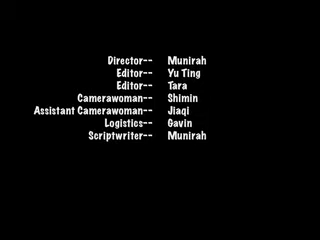 Director-- Munirah
Editor-- Yu Ting
Editor-- Tara
Camerawoman-- Shimin
Assistant Camerawoman-- Jiaqi
Logistics-- Gavin
Scriptwriter-- Munirah